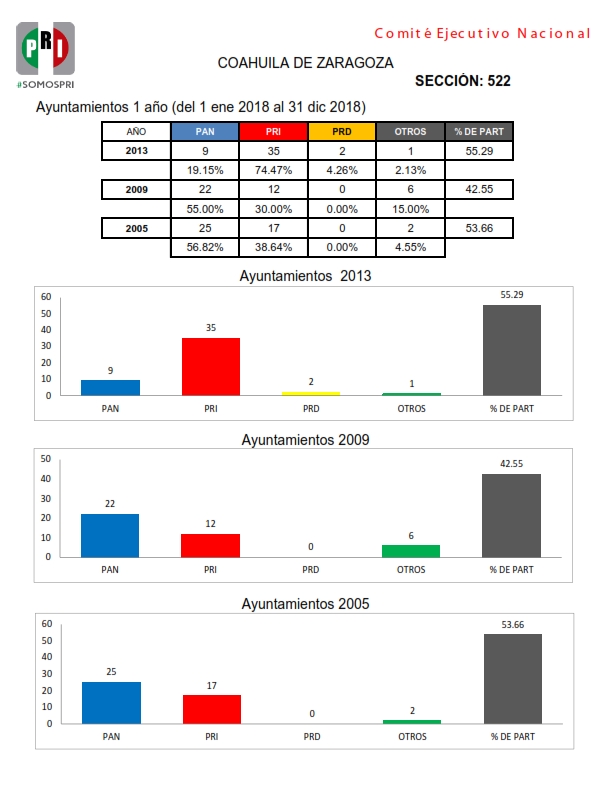 PRI
Comité Ejecutivo Nacional
#SOMOSPRI
COAHUILA DE ZARAGOZA
SECCIÓN: 522
Ayuntamientos 1 año (del 1 ene 2018 al 31 dic 2018)
AÑO PAN PRI PRD OTROS % DE PART
2013 9 35 2 1 55.29
19.15% 74.47% 4.26% 2.13%
2009 22 12 0 6 42.55
55.00% 30.00% 0.00% 15.00%
2005 25 17 0 2 53.66
56.82% 38.64% 0.00% 4.55%
Ayuntamientos 2013
60
50
40
30
20
10
0
9
35
2
1
55.29
PAN PRI PRD OTROS % DE PART
Ayuntamientos 2009
50
40
30
20
10
0
22
12
0
6
42.55
PAN PRI PRD OTROS % DE PART
Ayuntamientos 2005
60
50
40
30
20
10
0
25
17
0
2
53.66
PAN PRI PRD OTROS % DE PART